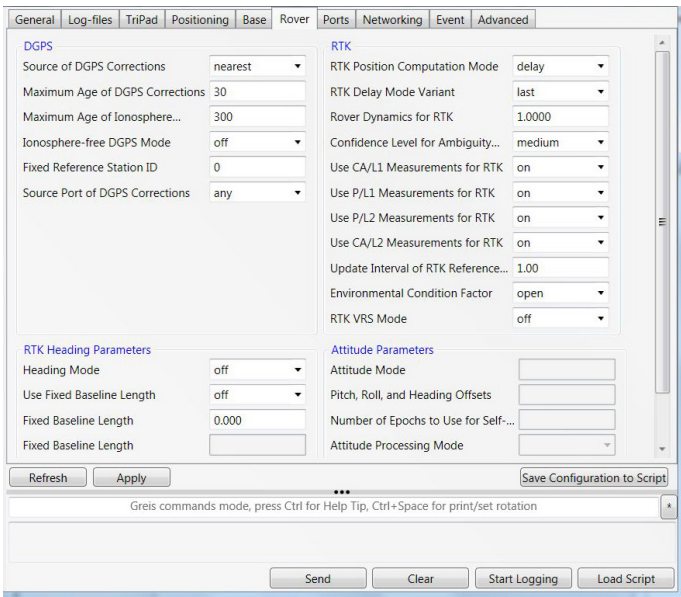 General Log-files TriPad Positioning Base Rover Ports Networking Event Advanced
DGPS
Source of DGPS Corrections nearest
Maximum Age of DGPS Corrections 30
Maximum Age of Ionosphere... 300
Ionosphere-free DGPS Mode off
Fixed Reference Station ID 0
Source Port of DGPS Corrections any
RTK
RTK Position Computation Mode delay
RTK Delay Mode Variant last
Rover Dynamics for RTK 1.0000
Confidence Level for Ambiguity... medium
Use CA/L1 Measurements for RTK on
Use P/L1 Measurements for RTK on
Use P/L2 Measurements for RTK on
Use CA/L2 Measurements for RTK on
Update Interval of RTK Reference... 1.00
Environmental Condition Factor open
RTK VRS Mode off
RTK Heading Parameters
Heading Mode off
Use Fixed Baseline Length off
Fixed Baseline Length 0.000
Fixed Baseline Length
Attitude Parameters
Attitude Mode
Pitch, Roll, and Heading Offsets
Number of Epochs to Use for Self-...
Attitude Processing Mode
Refresh Apply Save Configuration to Script
Greis commands mode, press Ctrl for Help Tip, Ctrl+Space for print/set rotation *
Send Clear Start Logging Load Script